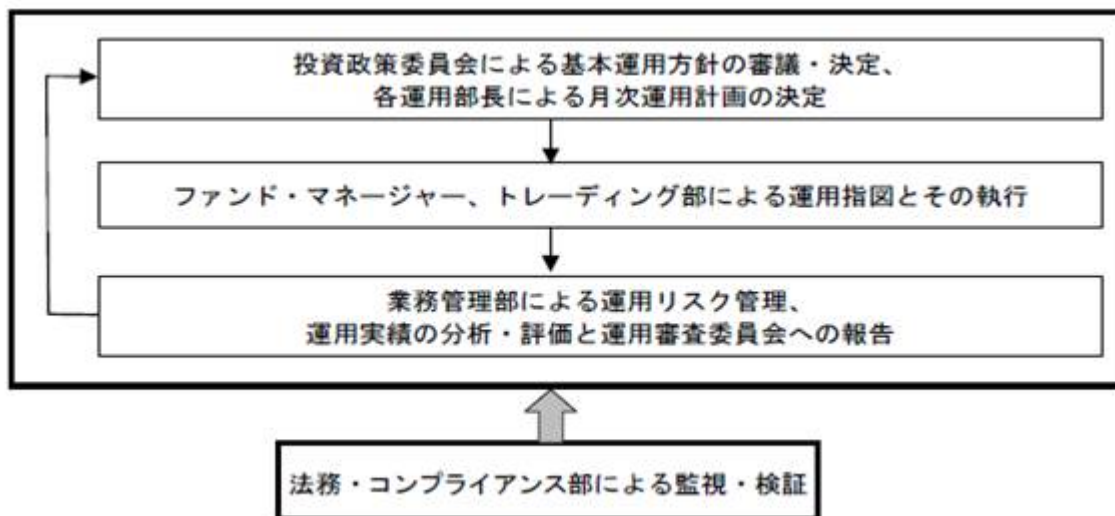 投資政策委員会による基本運用方針の審議・決定、
各運用部長による月次運用計画の決定
ファンド・マネージャー、トレーディング部による運用指図とその執行
業務管理部による運用リスク管理、
運用実績の分析・評価と運用審査委員会への報告
法務・コンプライアンス部による監視・検証